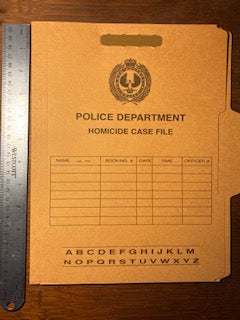 POLICE DEPARTMENT
HOMICIDE CASE FILE
NAME BOOKING # DATE TIME OFFICER #
A B C D E F G H I J K L M
N O P Q R S T U V W X Y Z